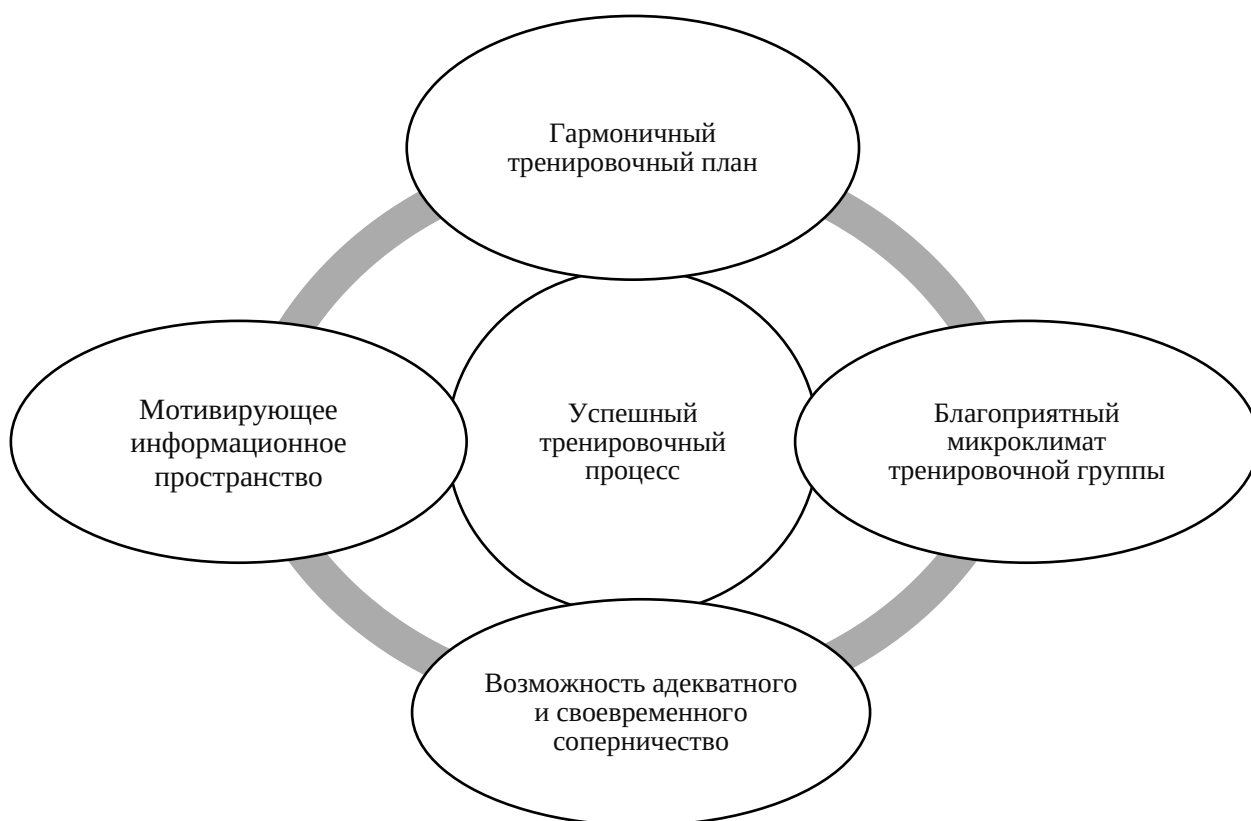 Гармоничный
тренировочный план
Мотивирующее
информационное
пространство
Успешный
тренировочный
процесс
Благоприятный
микроклимат
тренировочной группы
Возможность адекватного
и своевременного
соперничество